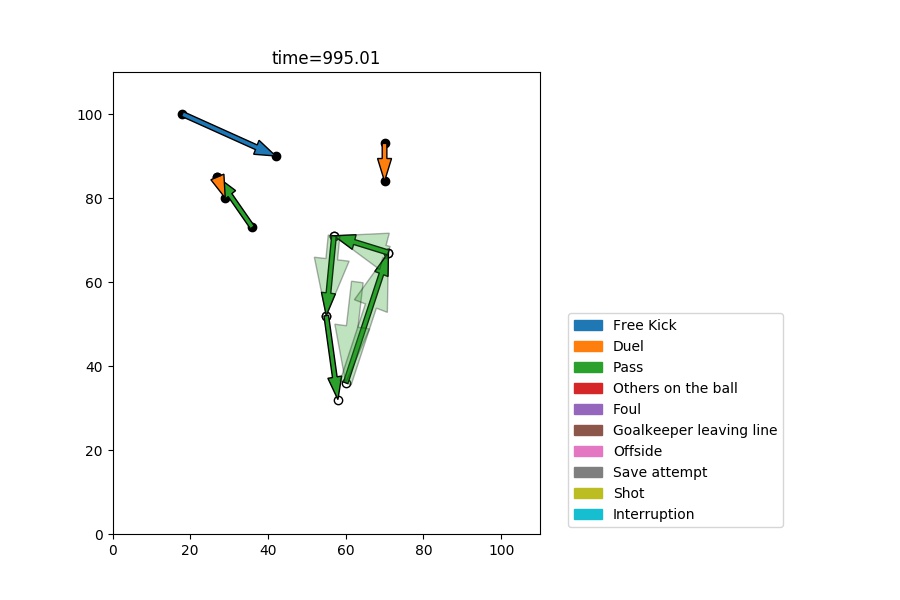 time=995.01
100
80
60
40
20
0
0 20 40 60 80 100
Free Kick
Duel
Pass
Others on the ball
Foul
Goalkeeper leaving line
Offside
Save attempt
Shot
Interruption